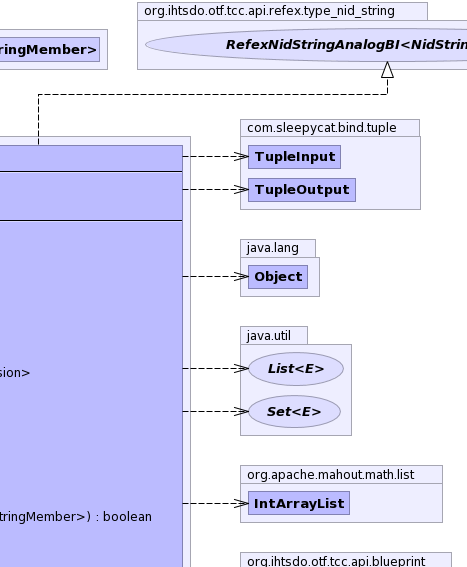 org.ihtsdo.otf.tcc.api.refex.type_nid_string
ringMember>
RefexNidStringAnalogBI<NidStrin
com.sleepycat.bind.tuple
TupleInput
TupleOutput
java.lang
Object
java.util
List<E>
sion>
Set<E>
org.apache.mahout.math.list
IntArrayList
tringMember>) : boolean
org.ihtsdo.otf.tcc.api.blueprint